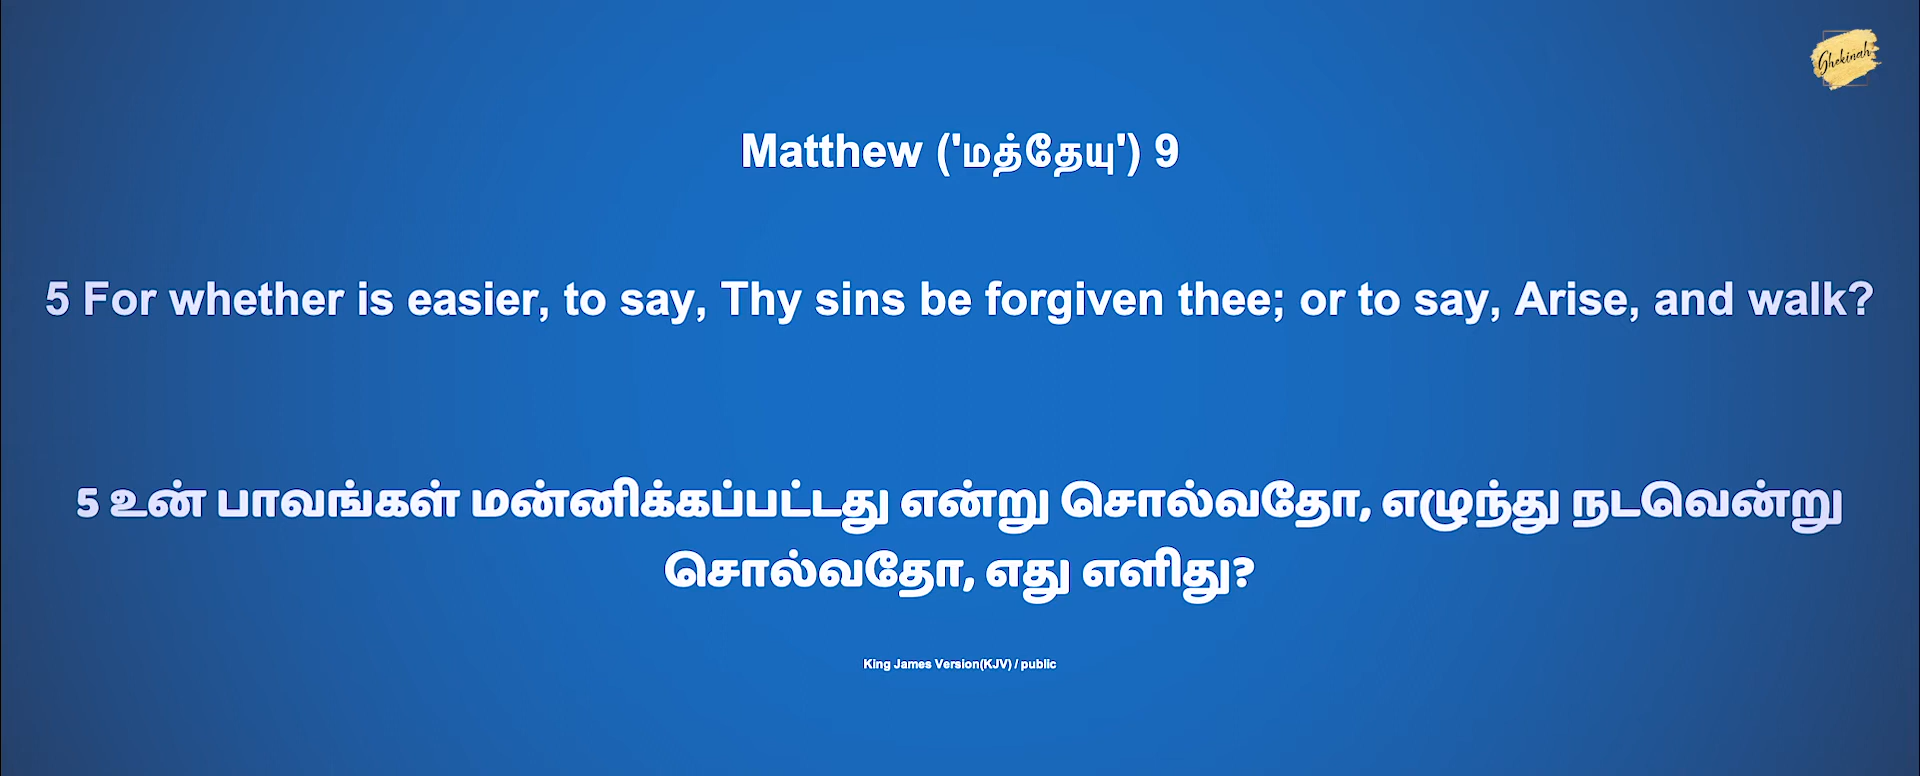 Ghekinah
Matthew ('மத்தேயு') 9
5 For whether is easier, to say, Thy sins be forgiven thee; or to say, Arise, and walk?
5 உன் பாவங்கள் மன்னிக்கப்பட்டது என்று சொல்வதோ, எழுந்து நடவென்று
சொல்வதோ, எது எளிது?
King James Version(KJV) / public